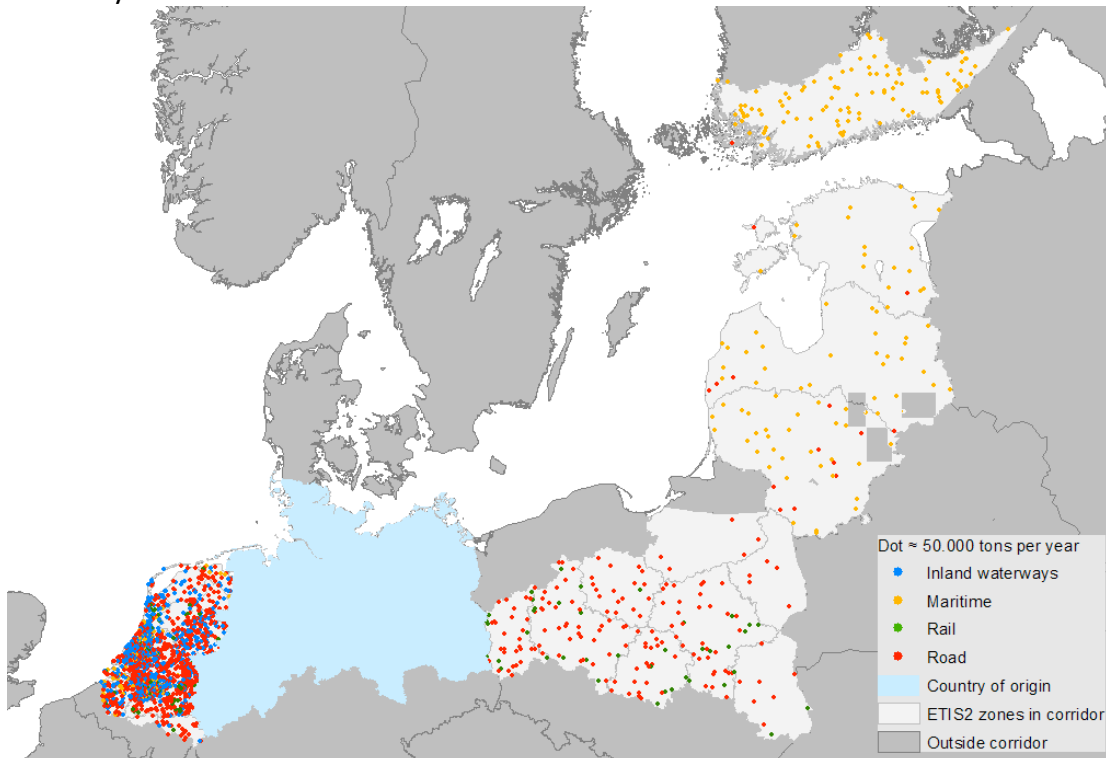 Dot ≈ 50.000 tons per year
Inland waterways
Maritime
Rail
Road
Country of origin
ETIS2 zones in corridor
Outside corridor